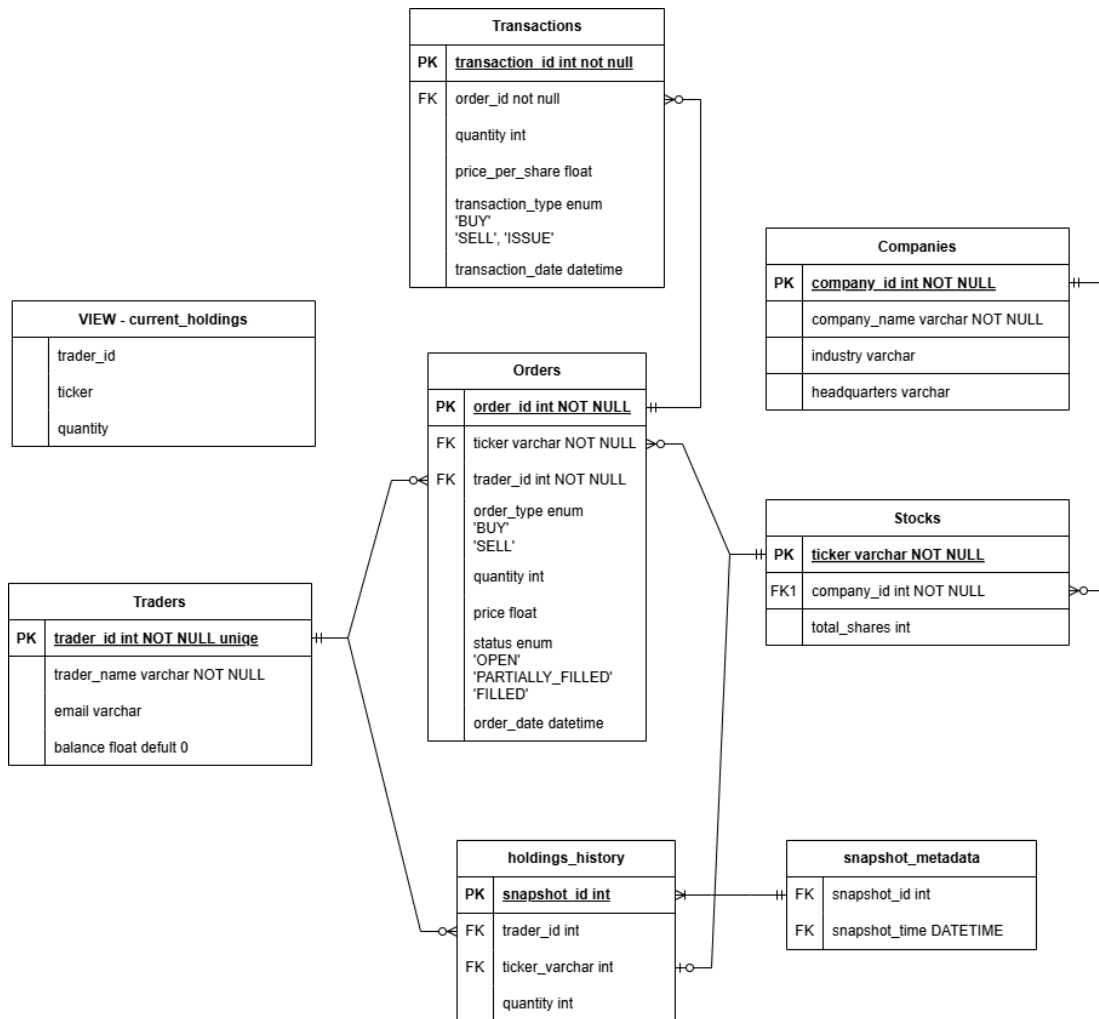 Transactions
PK transaction_id int not null
FK order_id not null
quantity int
price_per_share float
transaction_type enum
'BUY'
'SELL', 'ISSUE'
transaction_date datetime
Companies
PK company_id int NOT NULL
company_name varchar NOT NULL
industry varchar
headquarters varchar
VIEW - current_holdings
trader_id
ticker
quantity
Orders
PK order_id int NOT NULL
FK ticker varchar NOT NULL
FK trader_id int NOT NULL
order_type enum
'BUY'
'SELL'
quantity int
price float
status enum
'OPEN'
'PARTIALLY_FILLED'
'FILLED'
order_date datetime
Stocks
PK ticker varchar NOT NULL
FK1 company_id int NOT NULL
total_shares int
Traders
PK trader_id int NOT NULL uniqe
trader_name varchar NOT NULL
email varchar
balance float defult 0
holdings_history
PK snapshot_id int
FK trader_id int
FK ticker_varchar int
quantity int
snapshot_metadata
FK snapshot_id int
FK snapshot_time DATETIME